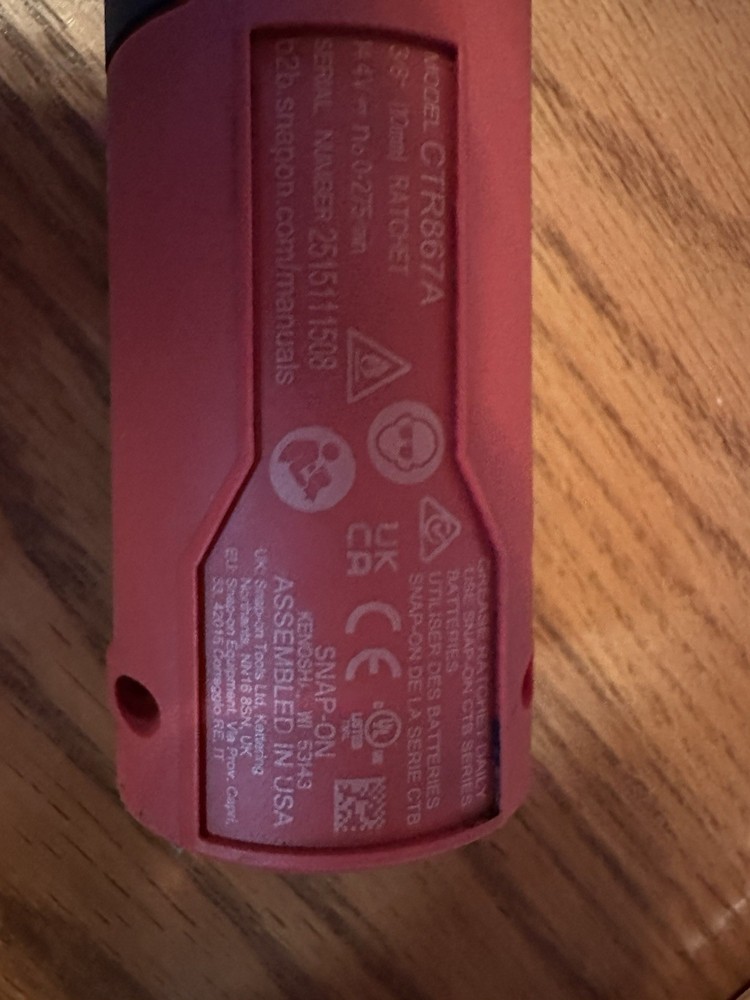 MODEL CTR867A
3/8" (10mm) RATCHET
14.4V⎓ n₀ 0-275/min
SERIAL NUMBER 2515111508
b2b.snapon.com/manuals
GREASE RATCHET DAILY
USE SNAP-ON CTB SERIES
BATTERIES
UTILISER DES BATTERIES
SNAP-ON DE LA SERIE CTB
UK
CA
CE
UL
LISTED
SNAP-ON
KENOSHA, WI 53143
ASSEMBLED IN USA
UK: Snap-on Tools Ltd, Kettering
Northants, NN16 8SN, UK
EU: Snap-on Equipment, Via Prov. Carpi,
33, 42015 Correggio RE, IT